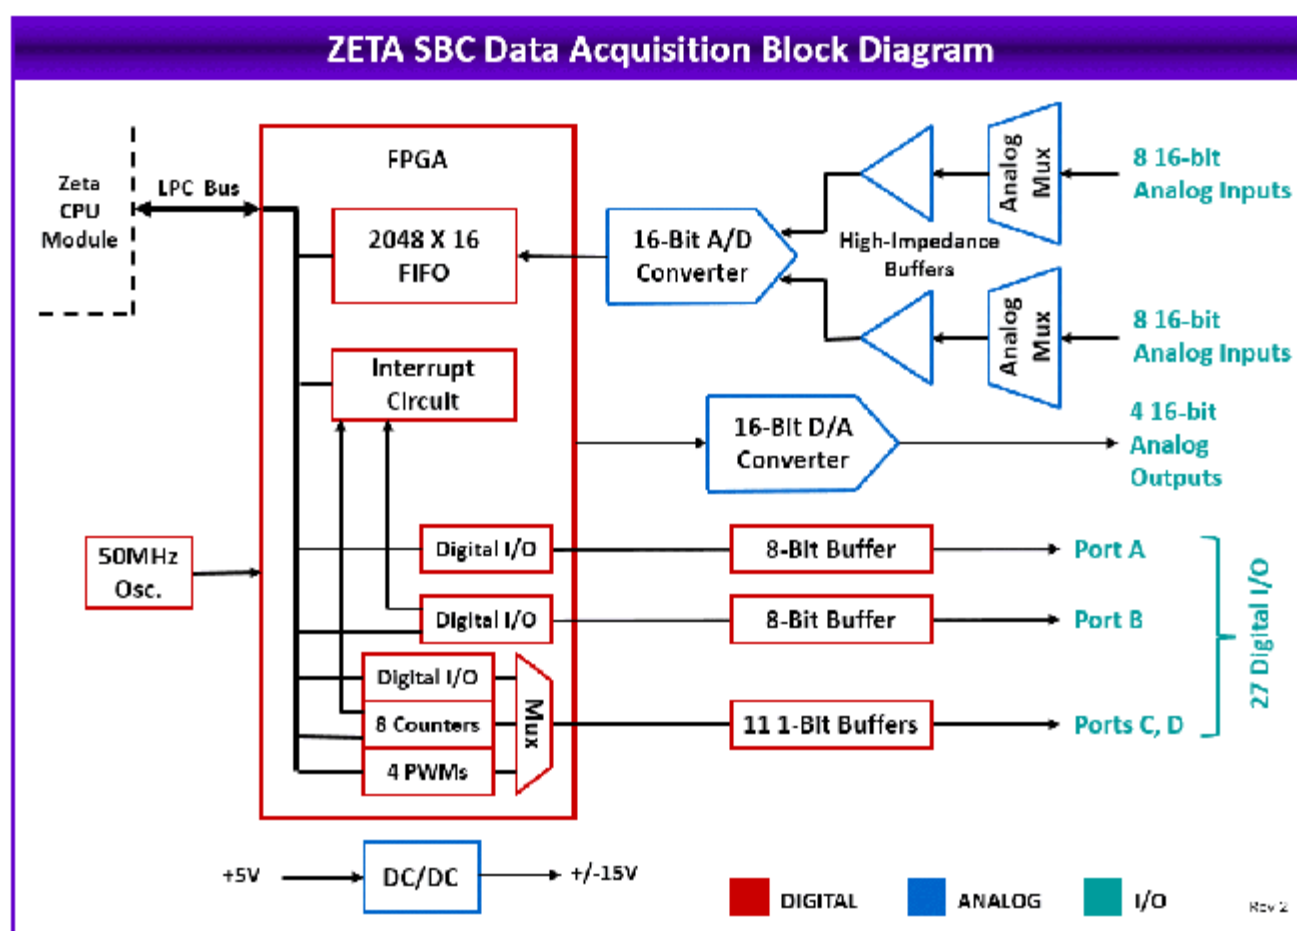 ZETA SBC Data Acquisition Block Diagram
Zeta
CPU
Module
LPC Bus
FPGA
2048 X 16
FIFO
16-Bit A/D
Converter
High-Impedance
Buffers
Analog
Mux
8 16-bit
Analog Inputs
Analog
Mux
8 16-bit
Analog Inputs
Interrupt
Circuit
16-Bit D/A
Converter
4 16-bit
Analog
Outputs
50MHz
Osc.
Digital I/O
8-Bit Buffer
Port A
Digital I/O
8-Bit Buffer
Port B
Digital I/O
8 Counters
4 PWMs
Mux
11 1-Bit Buffers
Ports C, D
27 Digital I/O
+5V
DC/DC
+/-15V
DIGITAL
ANALOG
I/O
Rev 2